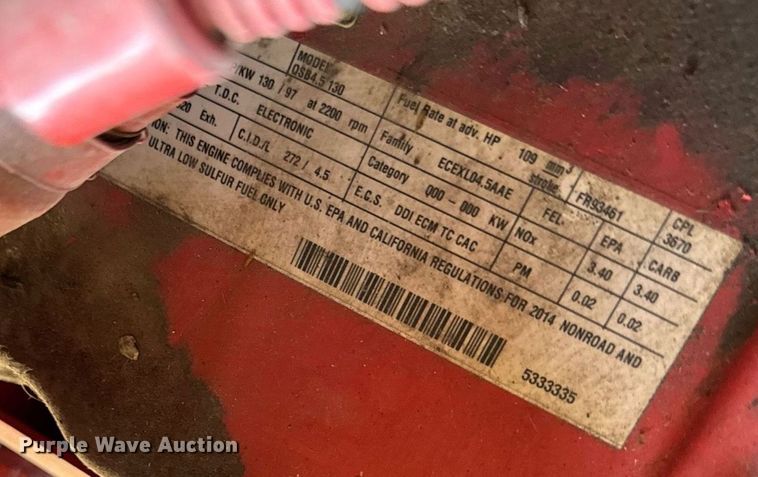 MODEL
QSB4.5 130
/KW 130 / 97 at 2200 rpm
Fuel Rate at adv. HP 109 mm3 stroke
FR93461
CPL
3670
T.D.C. ELECTRONIC
Family ECEXL04.5AAE
FEL
EPA
CARB
Exh.
C.I.D./L 272 / 4.5
Category 000 - 000 KW
NOx
3.40
3.40
E.C.S. DDI ECM TC CAC
PM
0.02
0.02
THIS ENGINE COMPLIES WITH U.S. EPA AND CALIFORNIA REGULATIONS FOR 2014 NONROAD AND
ULTRA LOW SULFUR FUEL ONLY
5333335
Purple Wave Auction